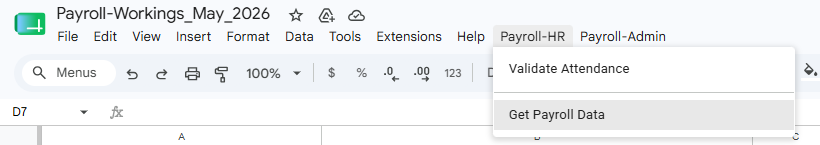 Payroll-Workings_May_2026
File Edit View Insert Format Data Tools Extensions Help Payroll-HR Payroll-Admin
Menus 100% $ % .0 .00 123
Validate Attendance
Get Payroll Data
D7 fx
A C